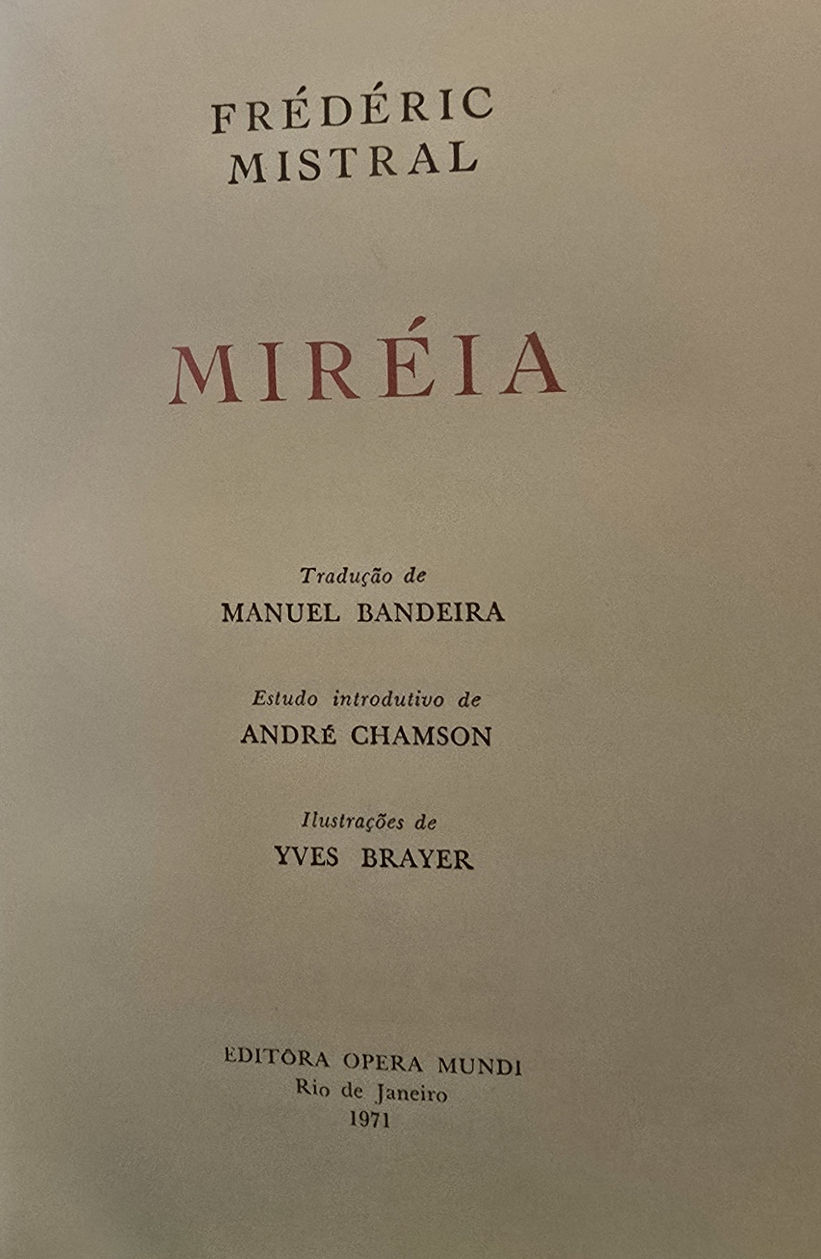 FRÉDÉRIC
MISTRAL
MIRÉIA
Tradução de
MANUEL BANDEIRA
Estudo introdutivo de
ANDRÉ CHAMSON
Ilustrações de
YVES BRAYER
EDITÔRA OPERA MUNDI
Rio de Janeiro
1971